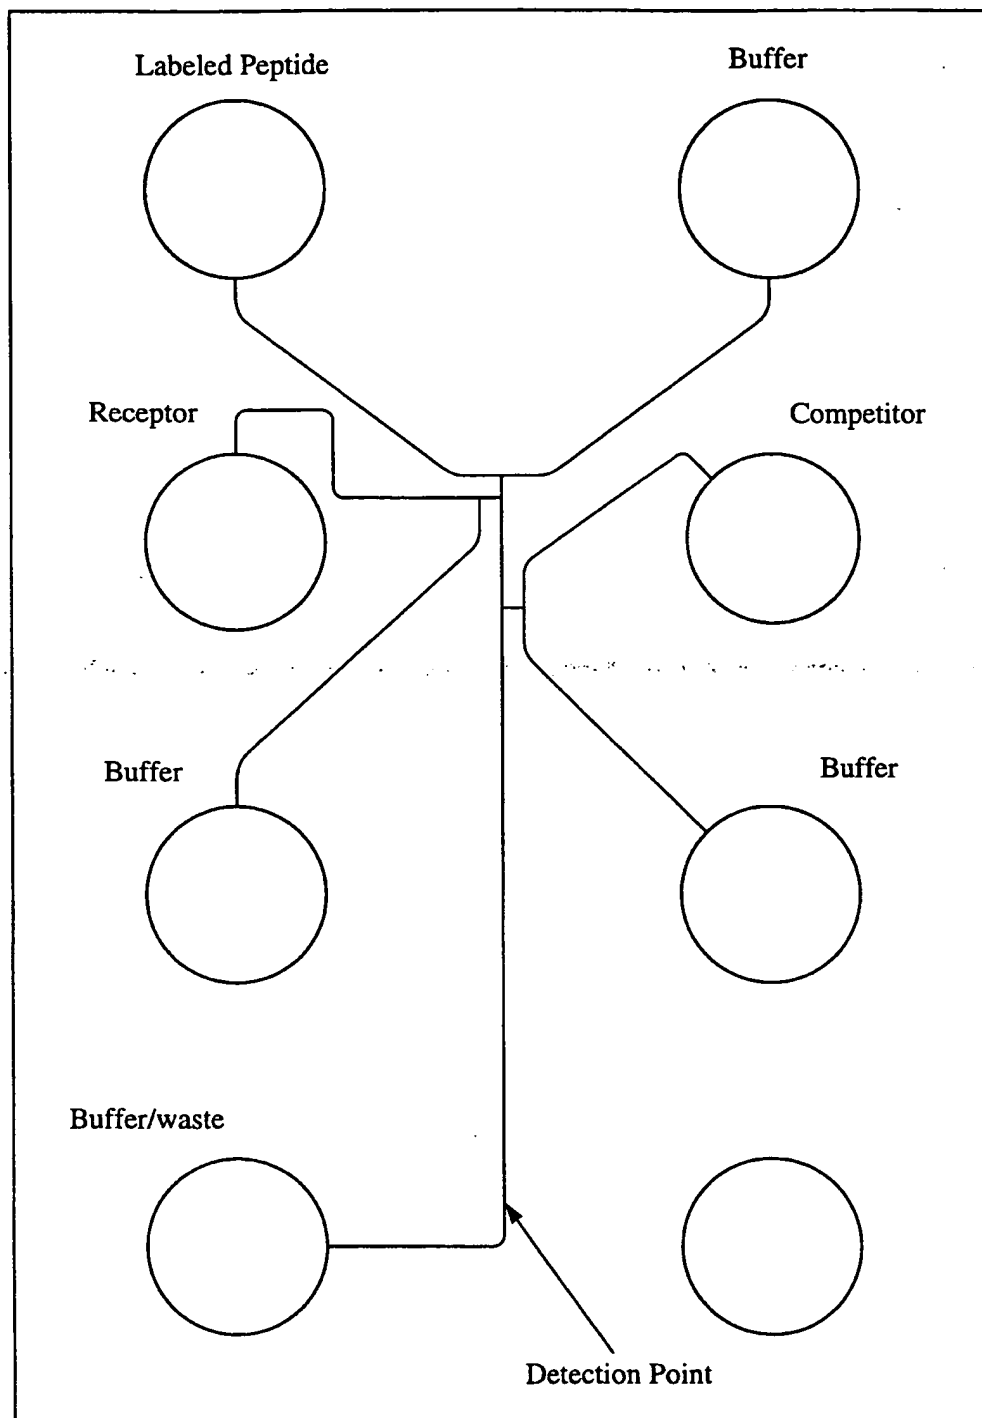 Labeled Peptide
Buffer
Receptor
Competitor
Buffer
Buffer
Buffer/waste
Detection Point